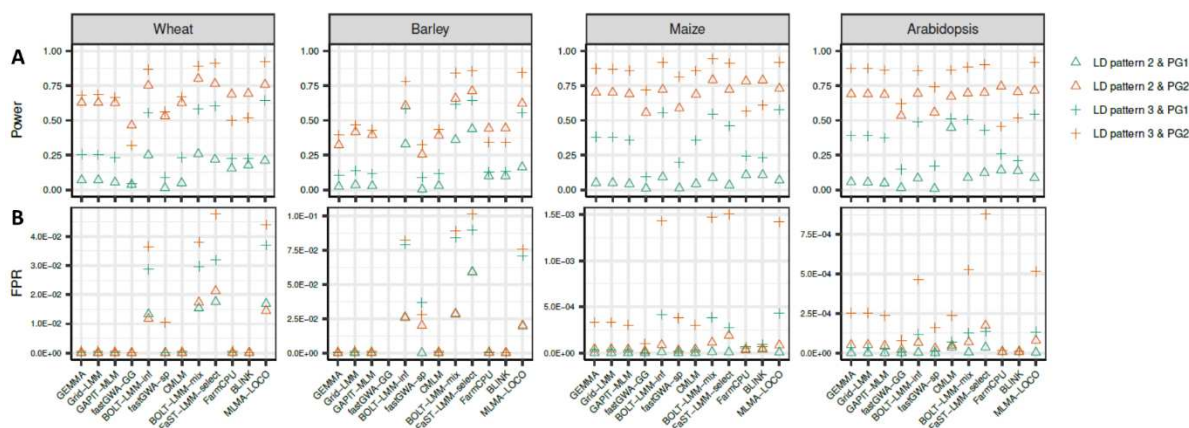 Wheat
Barley
Maize
Arabidopsis
A
Power
1.00
0.75
0.50
0.25
0.00
1.00
0.75
0.50
0.25
0.00
1.00
0.75
0.50
0.25
0.00
1.00
0.75
0.50
0.25
0.00
LD pattern 2 & PG1
LD pattern 2 & PG2
LD pattern 3 & PG1
LD pattern 3 & PG2
B
FPR
4.0E-02
3.0E-02
2.0E-02
1.0E-02
0.0E+00
1.0E-01
7.5E-02
5.0E-02
2.5E-02
0.0E+00
1.5E-03
1.0E-03
5.0E-04
0.0E+00
7.5E-04
5.0E-04
2.5E-04
0.0E+00
GEMMA
Grid-LMM
GAPIT-MLM
fastGWA-GG
BOLT-LMM-inf
fastGWA-sp
CMLM
BOLT-LMM-mix
FaST-LMM-select
FarmCPU
BLINK
MLMA-LOCO
GEMMA
Grid-LMM
GAPIT-MLM
fastGWA-GG
BOLT-LMM-inf
fastGWA-sp
CMLM
BOLT-LMM-mix
FaST-LMM-select
FarmCPU
BLINK
MLMA-LOCO
GEMMA
Grid-LMM
GAPIT-MLM
fastGWA-GG
BOLT-LMM-inf
fastGWA-sp
CMLM
BOLT-LMM-mix
FaST-LMM-select
FarmCPU
BLINK
MLMA-LOCO
GEMMA
Grid-LMM
GAPIT-MLM
fastGWA-GG
BOLT-LMM-inf
fastGWA-sp
CMLM
BOLT-LMM-mix
FaST-LMM-select
FarmCPU
BLINK
MLMA-LOCO